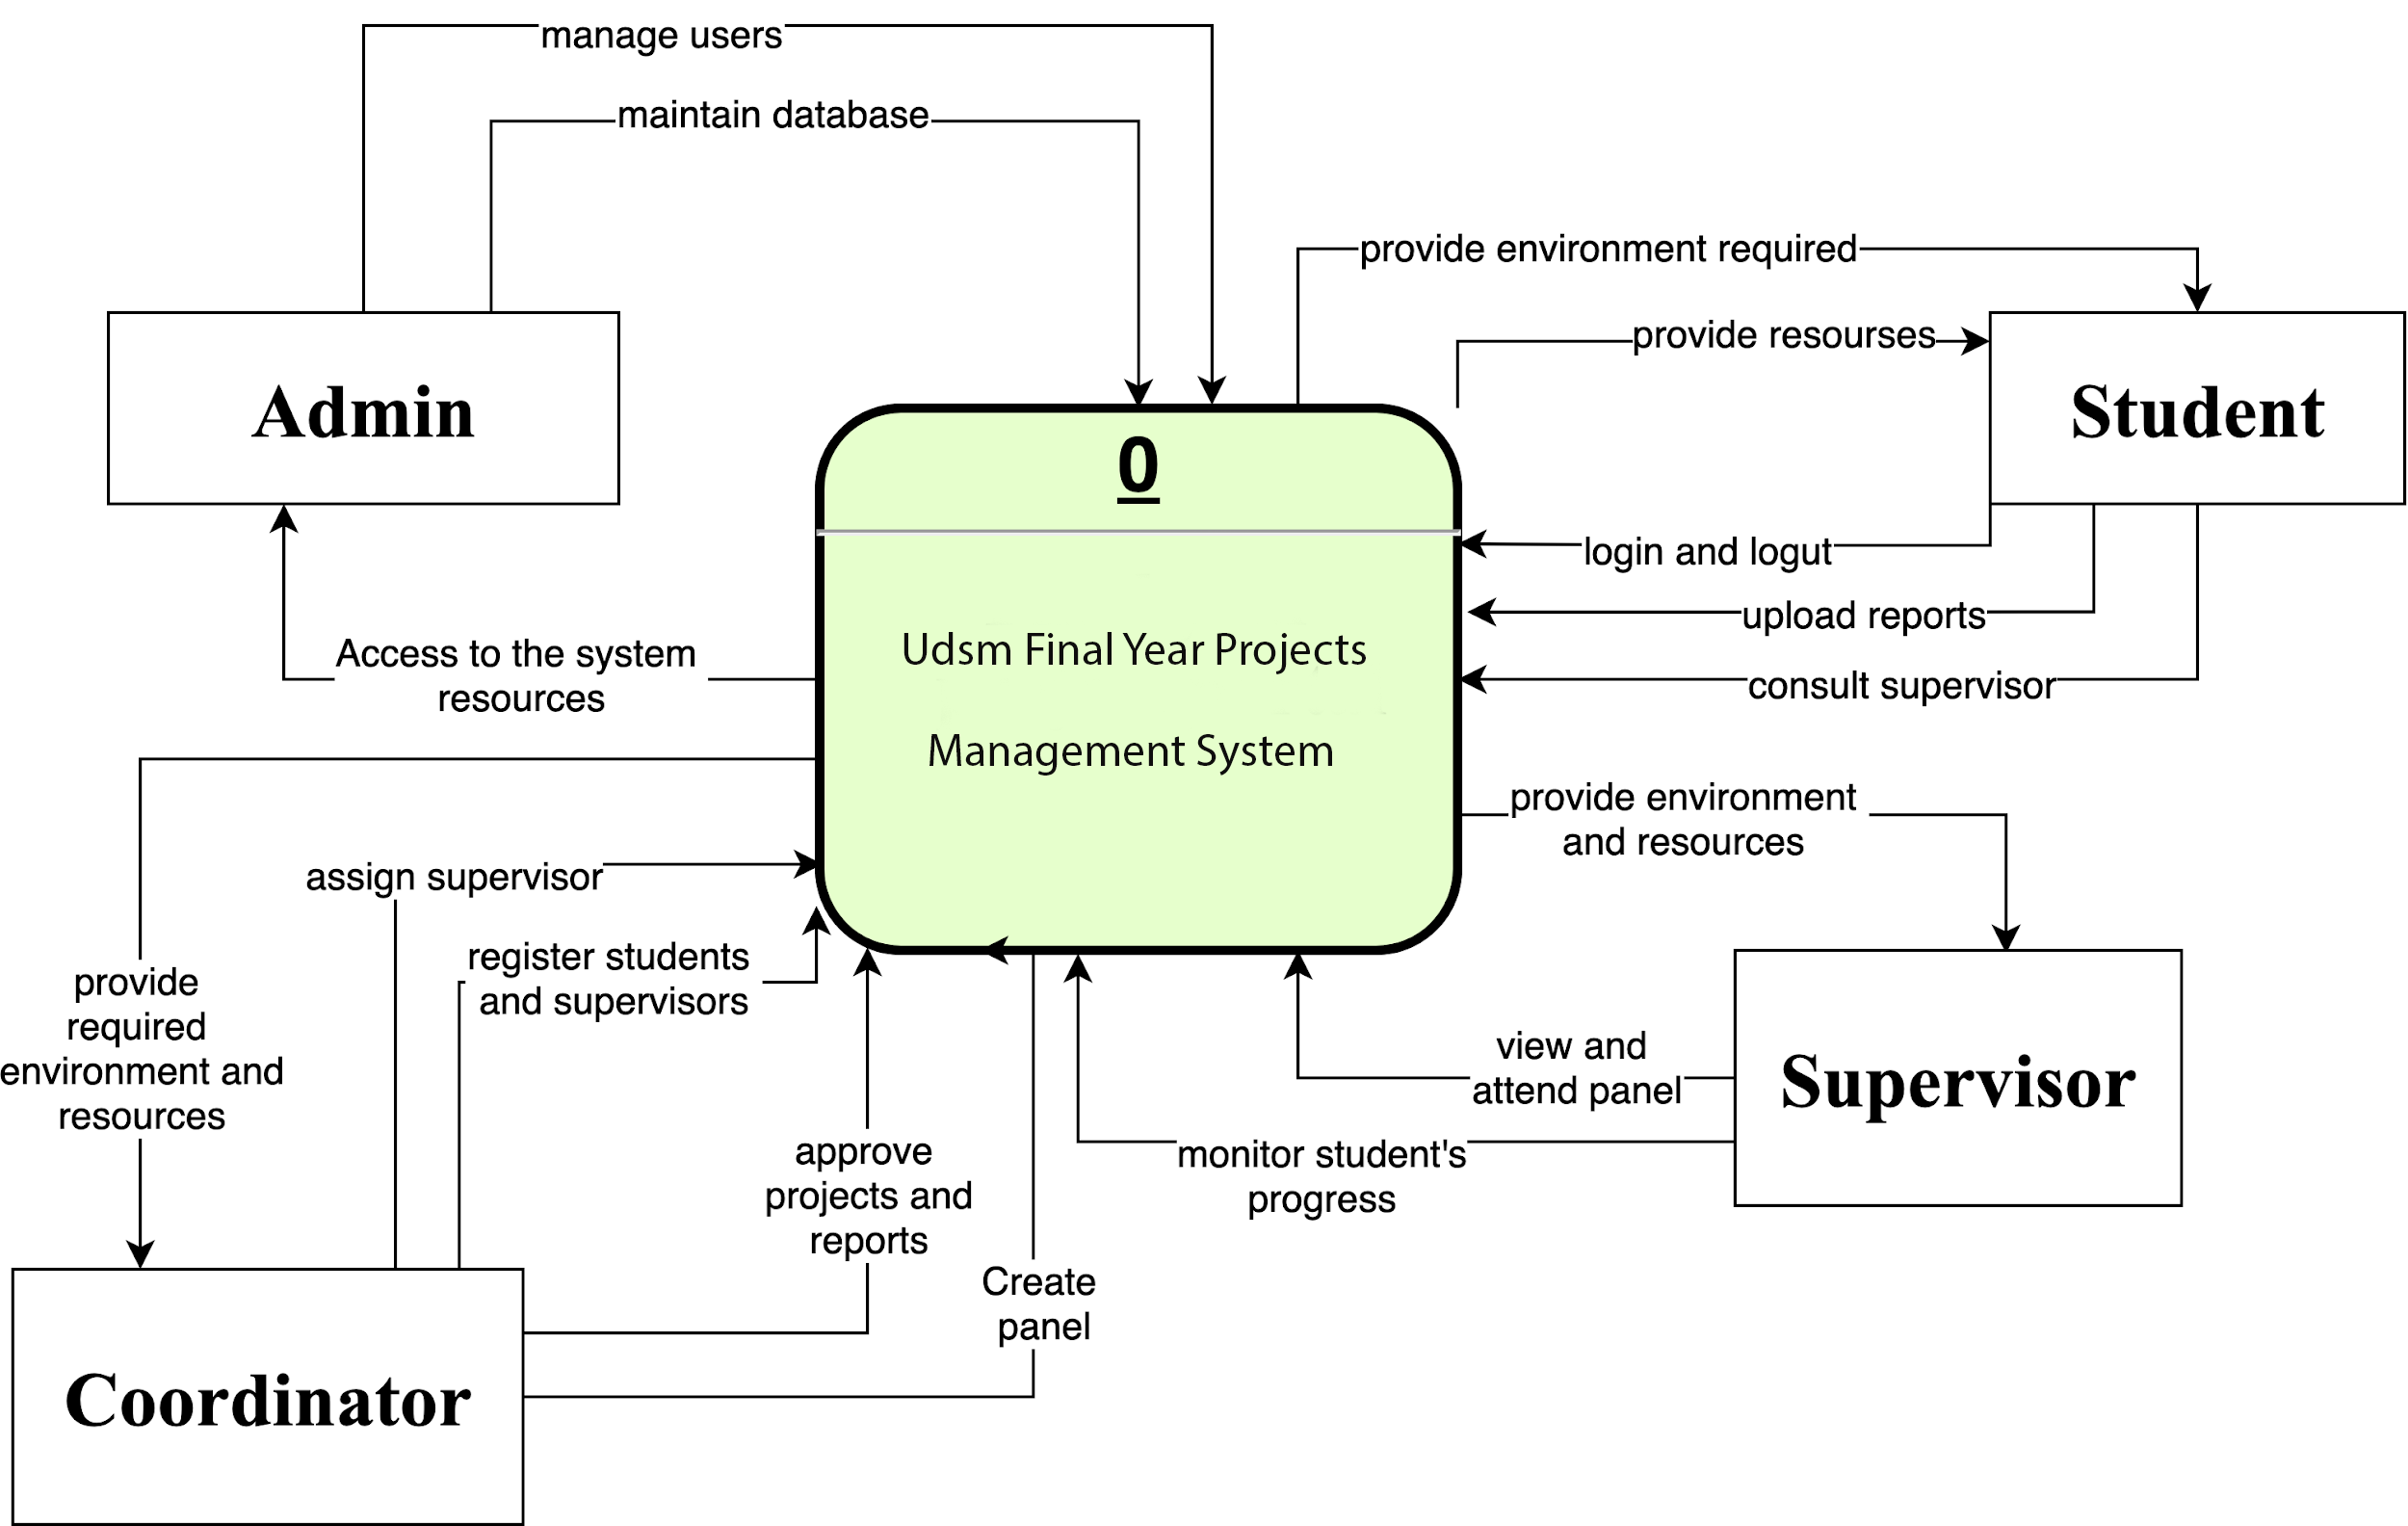 manage users
maintain database
provide environment required
provide resourses
Admin
Student
0
login and logut
upload reports
Access to the system
resources
Udsm Final Year Projects
Management System
consult supervisor
provide environment
and resources
assign supervisor
register students
and supervisors
provide
required
environment and
resources
view and
attend panel
Supervisor
monitor student's
progress
approve
projects and
reports
Create
panel
Coordinator